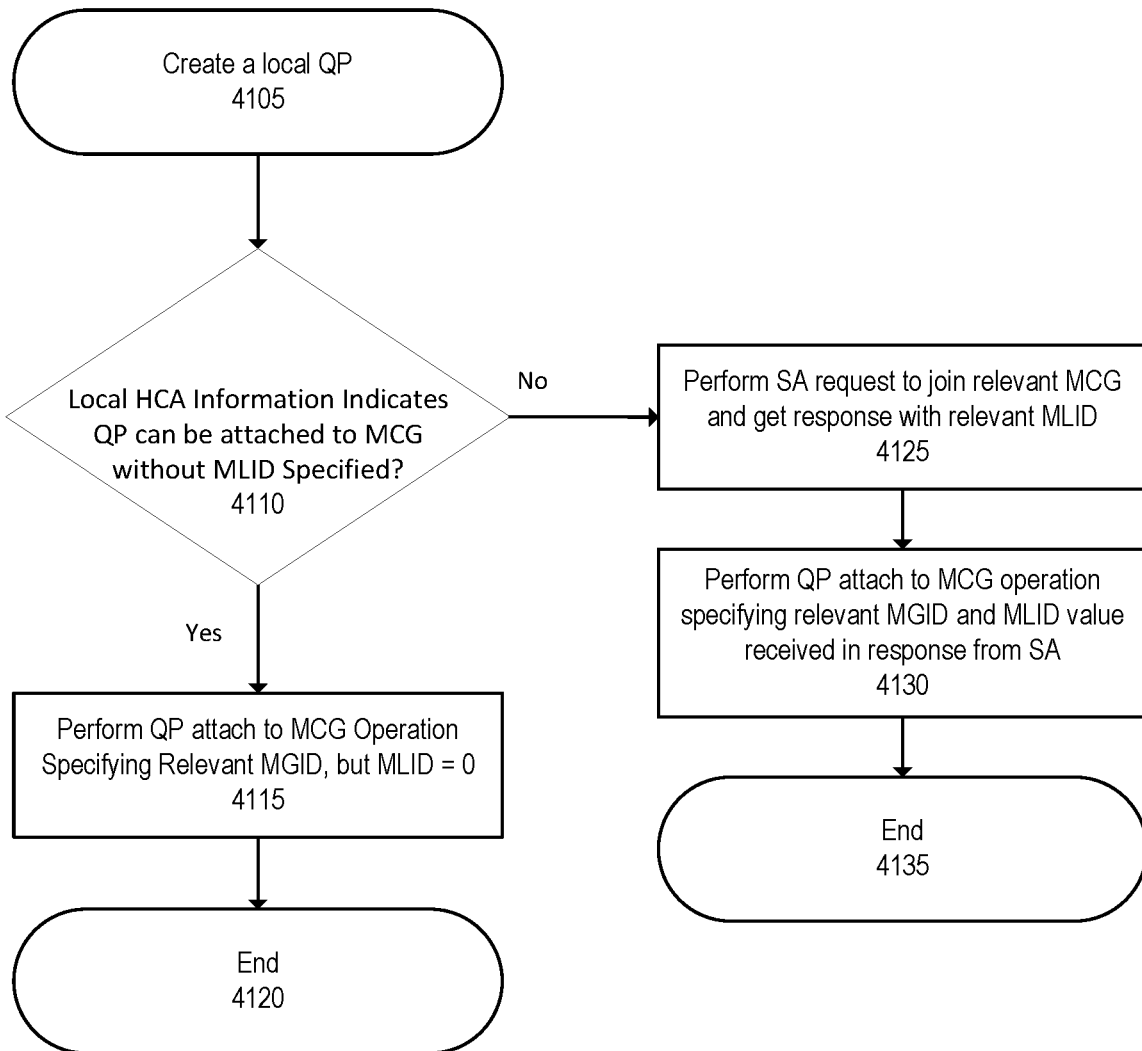 Create a local QP
4105
Local HCA Information Indicates
QP can be attached to MCG
without MLID Specified?
4110
No
Yes
Perform SA request to join relevant MCG
and get response with relevant MLID
4125
Perform QP attach to MCG operation
specifying relevant MGID and MLID value
received in response from SA
4130
End
4135
Perform QP attach to MCG Operation
Specifying Relevant MGID, but MLID = 0
4115
End
4120